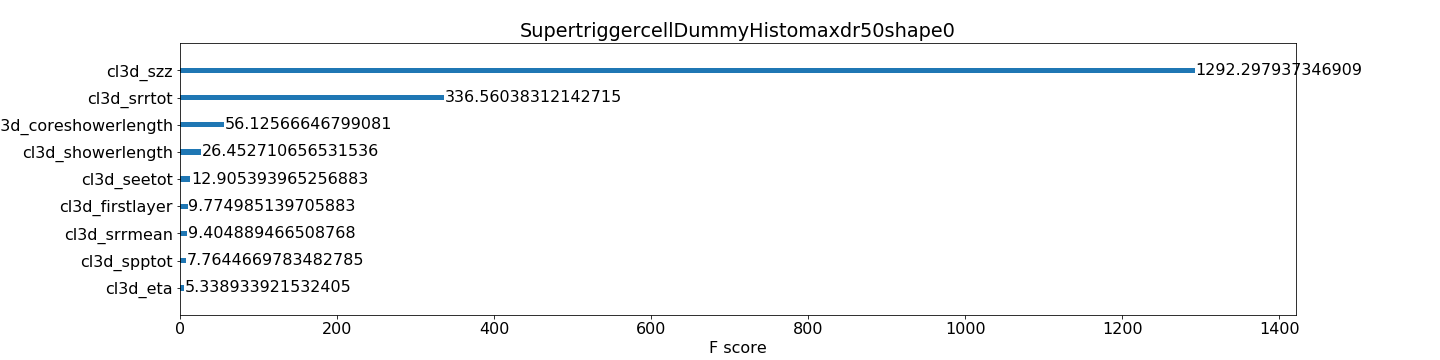 SupertriggercellDummyHistomaxdr50shape0
cl3d_szz 1292.297937346909
cl3d_srrtot 336.56038312142715
3d_coreshowerlength 56.12566646799081
cl3d_showerlength 26.452710656531536
cl3d_seetot 12.905393965256883
cl3d_firstlayer 9.774985139705883
cl3d_srrmean 9.404889466508768
cl3d_spptot 7.7644669783482785
cl3d_eta 5.338933921532405
0 200 400 600 800 1000 1200 1400
F score